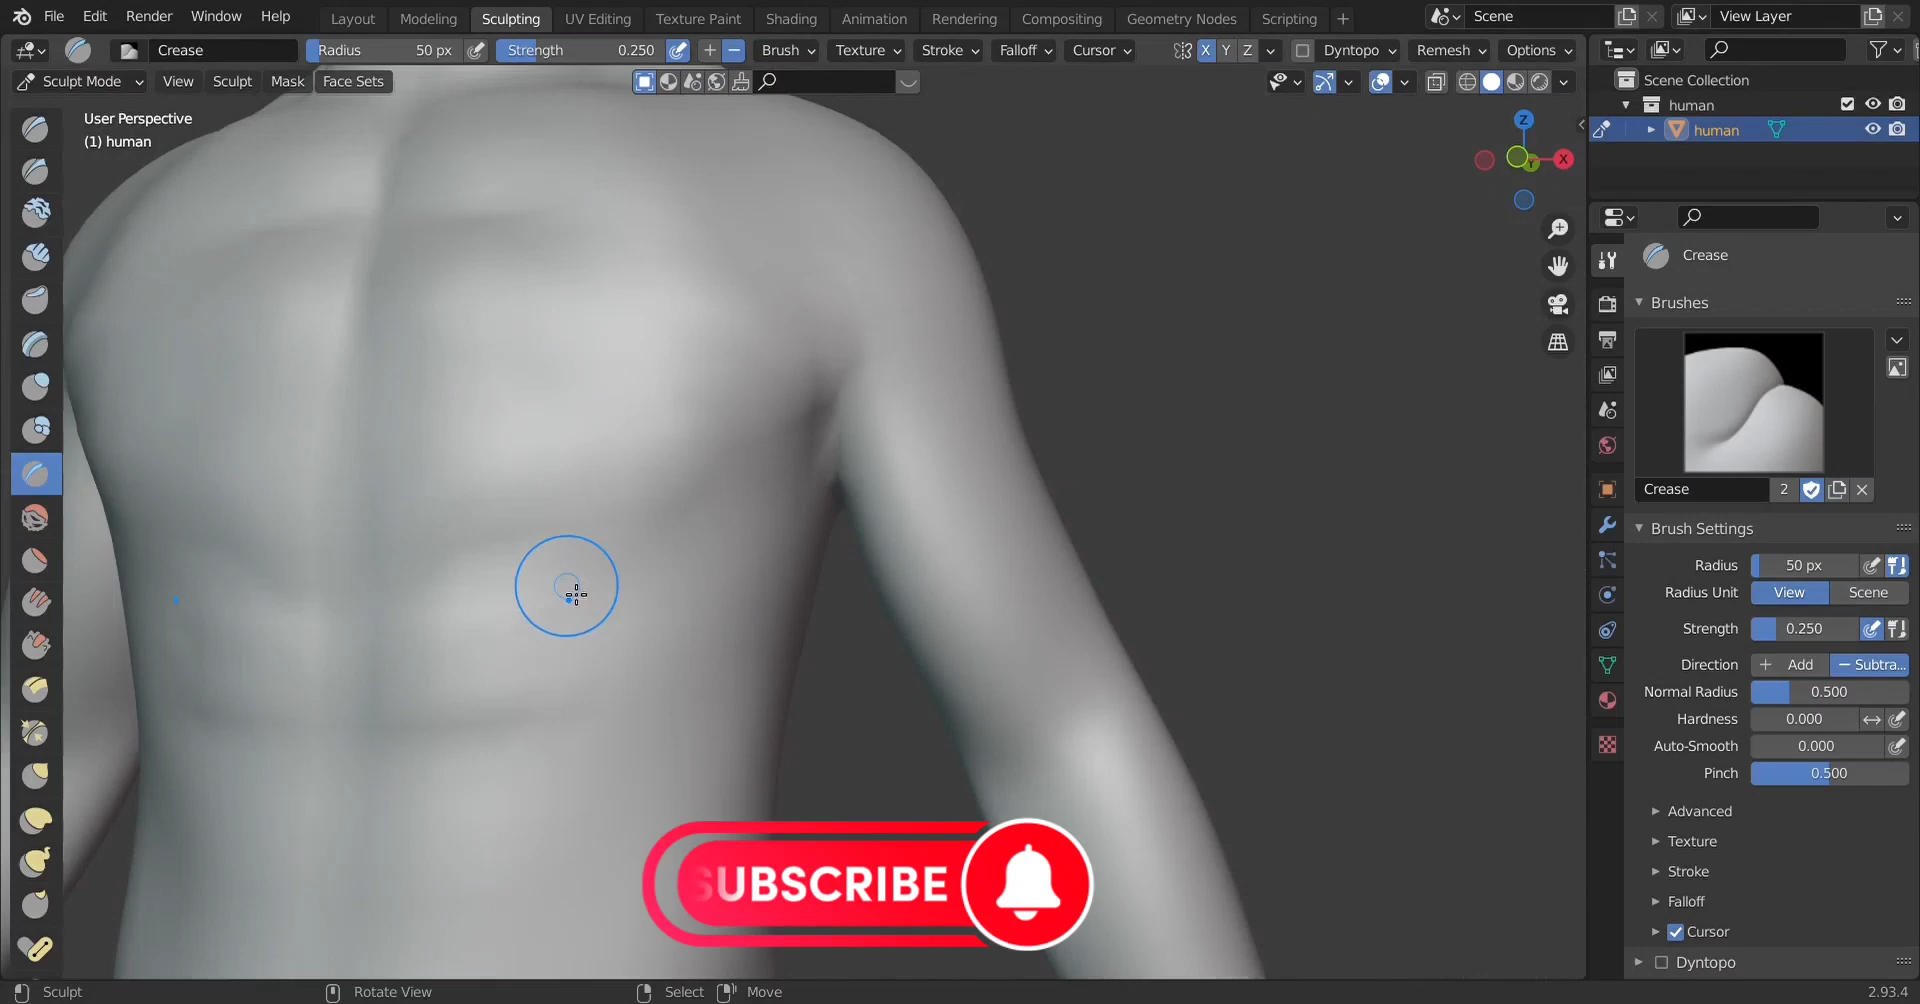 File Edit Render Window Help Layout Modeling Sculpting UV Editing Texture Paint Shading Animation Rendering Compositing Geometry Nodes Scripting + Scene View Layer
Crease Radius 50 px Strength 0.250 Brush Texture Stroke Falloff Cursor X Y Z Dyntopo Remesh Options
Sculpt Mode View Sculpt Mask Face Sets
User Perspective
(1) human
Z
X
Y
Scene Collection
human
human
Crease
Brushes
Crease 2
Brush Settings
Radius 50 px
Radius Unit View Scene
Strength 0.250
Direction Add Subtra...
Normal Radius 0.500
Hardness 0.000
Auto-Smooth 0.000
Pinch 0.500
Advanced
Texture
Stroke
Falloff
Cursor
Dyntopo
SUBSCRIBE
Sculpt Rotate View Select Move 2.93.4